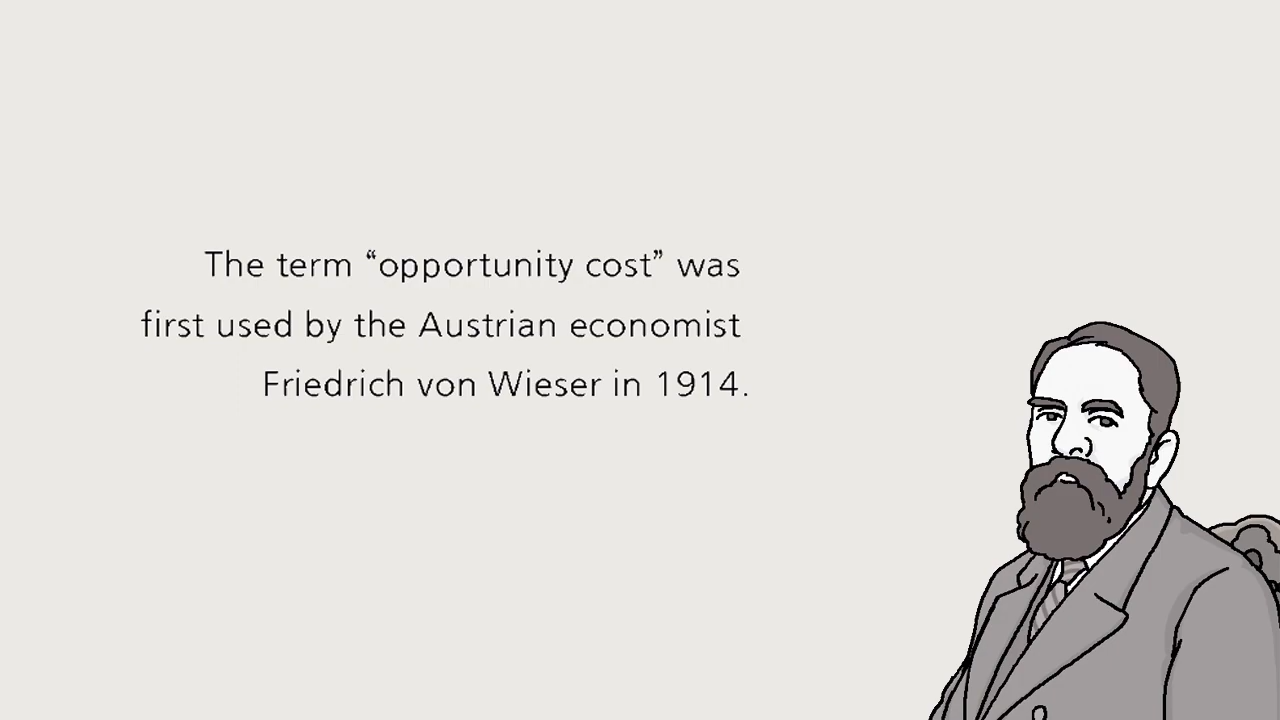 The term “opportunity cost” was
first used by the Austrian economist
Friedrich von Wieser in 1914.